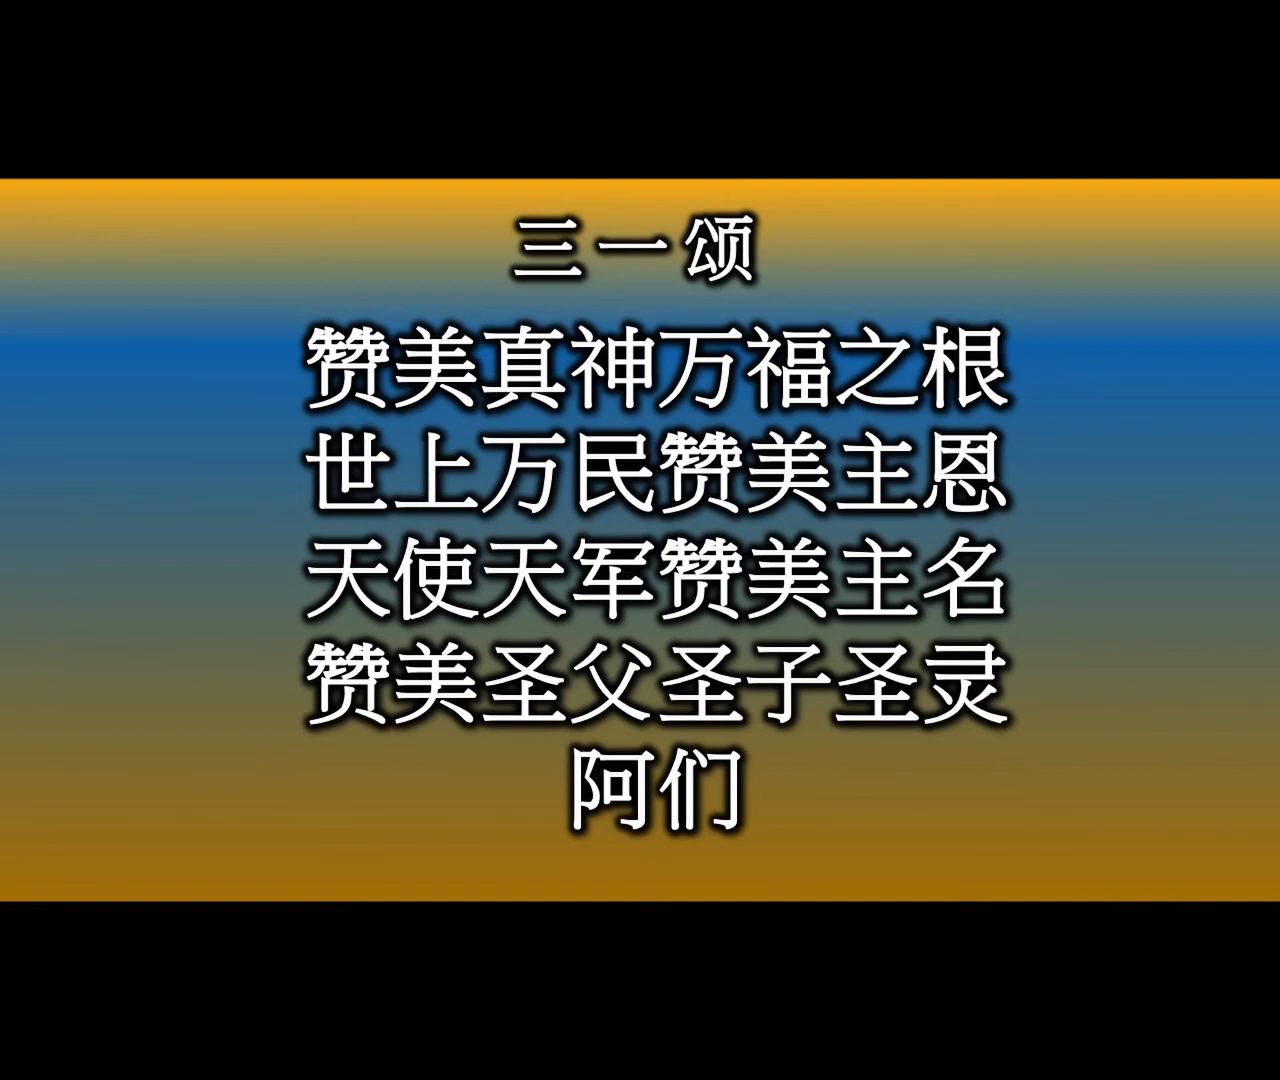 三一颂
赞美真神万福之根
世上万民赞美主恩
天使天军赞美主名
赞美圣父圣子圣灵
阿们